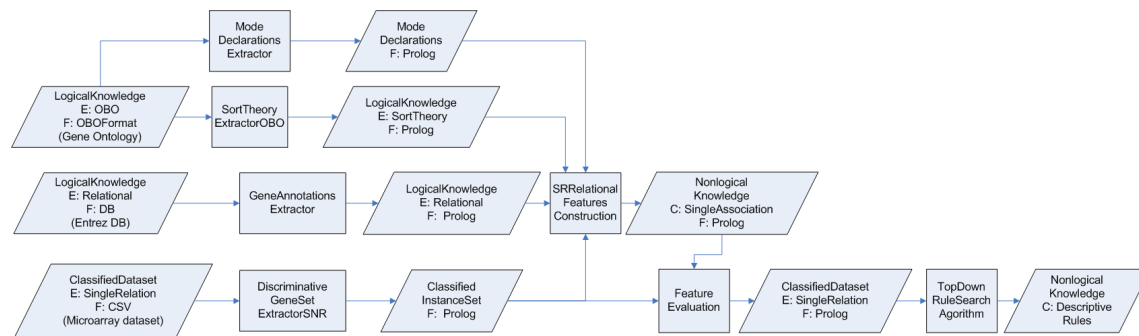 Mode
Declarations
Extractor
Mode
Declarations
F: Prolog
LogicalKnowledge
E: OBO
F: OBOFormat
(Gene Ontology)
SortTheory
ExtractorOBO
LogicalKnowledge
E: SortTheory
F: Prolog
LogicalKnowledge
E: Relational
F: DB
(Entrez DB)
GeneAnnotations
Extractor
LogicalKnowledge
E: Relational
F: Prolog
SRRelational
Features
Construction
Nonlogical
Knowledge
C: SingleAssociation
F: Prolog
ClassifiedDataset
E: SingleRelation
F: CSV
(Microarray dataset)
Discriminative
GeneSet
ExtractorSNR
Classified
InstanceSet
F: Prolog
Feature
Evaluation
ClassifiedDataset
E: SingleRelation
F: Prolog
TopDown
RuleSearch
Agorithm
Nonlogical
Knowledge
C: Descriptive
Rules